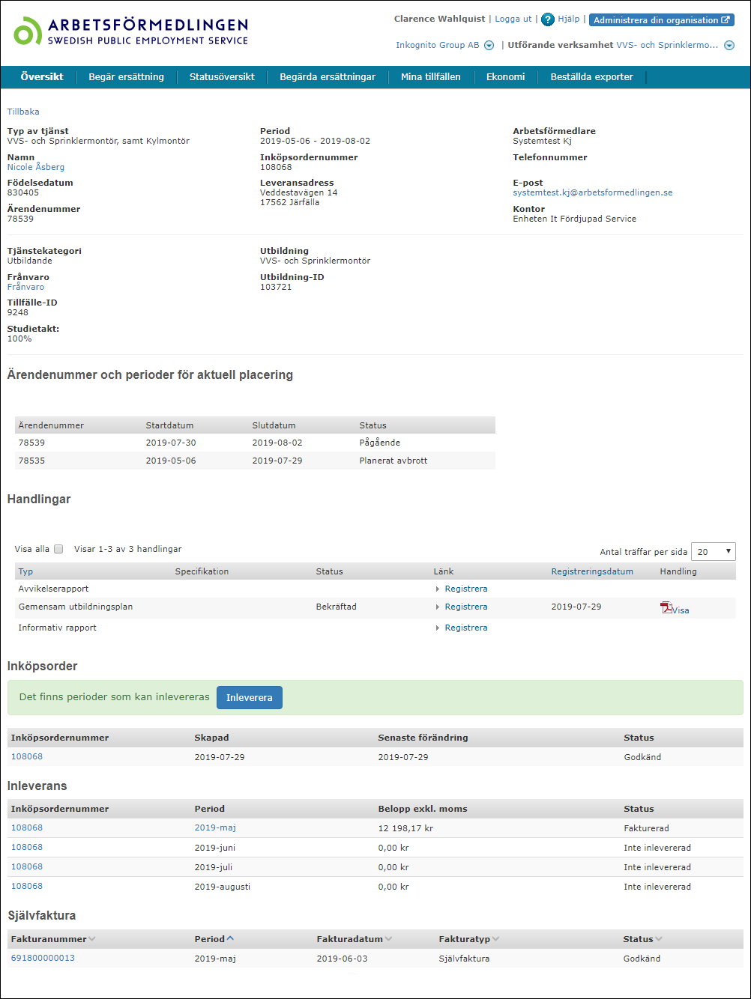 ARBETSFÖRMEDLINGEN
SWEDISH PUBLIC EMPLOYMENT SERVICE
Clarence Wahlquist | Logga ut | ? Hjälp | Administrera din organisation
Inkognito Group AB | Utförande verksamhet VVS- och Sprinklermo...
Översikt Begär ersättning Statusöversikt Begärda ersättningar Mina tillfällen Ekonomi Beställda exporter
Tillbaka
Typ av tjänst Period Arbetsförmedlare
VVS- och Sprinklermontör, samt Kylmontör 2019-05-06 - 2019-08-02 Systemtest Kj
Namn Inköpsordernummer Telefonnummer
Nicole Åsberg 108068
Födelsedatum Leveransadress E-post
830405 Veddestavägen 14 systemtest.kj@arbetsformedlingen.se
17562 Järfälla
Ärendenummer Kontor
78539 Enheten It Fördjupad Service
Tjänstekategori Utbildning
Utbildande VVS- och Sprinklermontör
Frånvaro Utbildning-ID
Frånvaro 103721
Tillfälle-ID
9248
Studietakt:
100%
Ärendenummer och perioder för aktuell placering
Ärendenummer Startdatum Slutdatum Status
78539 2019-07-30 2019-08-02 Pågående
78535 2019-05-06 2019-07-29 Planerat avbrott
Handlingar
Visa alla Visar 1-3 av 3 handlingar Antal träffar per sida 20
Typ Specifikation Status Länk Registreringsdatum Handling
Avvikelserapport Registrera
Gemensam utbildningsplan Bekräftad Registrera 2019-07-29 Visa
Informativ rapport Registrera
Inköpsorder
Det finns perioder som kan inlevereras Inleverera
Inköpsordernummer Skapad Senaste förändring Status
108068 2019-07-29 2019-07-29 Godkänd
Inleverans
Inköpsordernummer Period Belopp exkl. moms Status
108068 2019-maj 12 198,17 kr Fakturerad
108068 2019-juni 0,00 kr Inte inlevererad
108068 2019-juli 0,00 kr Inte inlevererad
108068 2019-augusti 0,00 kr Inte inlevererad
Självfaktura
Fakturanummer Period Fakturadatum Fakturatyp Status
691800000013 2019-maj 2019-06-03 Självfaktura Godkänd